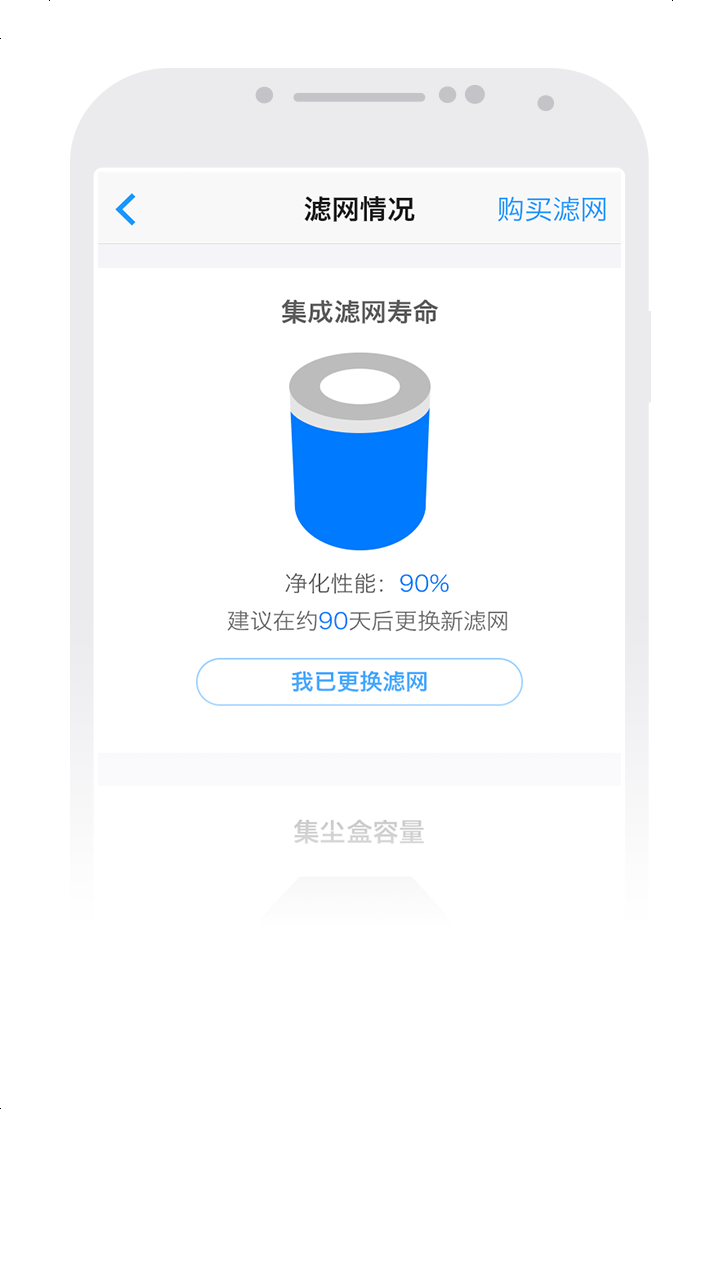 滤网情况
购买滤网
集成滤网寿命
净化性能：90%
建议在约90天后更换新滤网
我已更换滤网
集尘盒容量